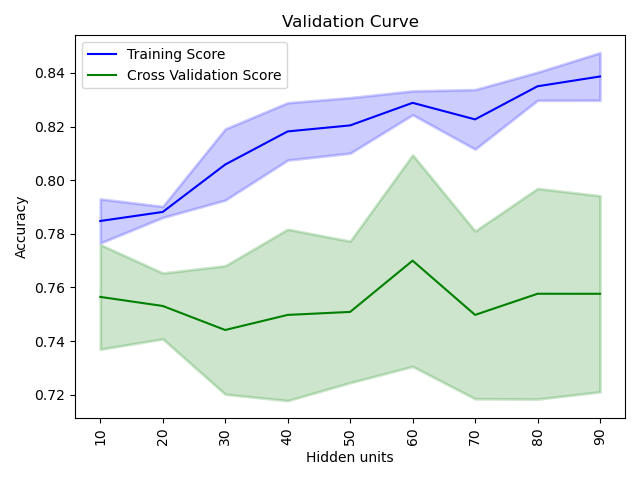 Validation Curve
Training Score
Cross Validation Score
Accuracy
0.84
0.82
0.80
0.78
0.76
0.74
0.72
10 20 30 40 50 60 70 80 90
Hidden units